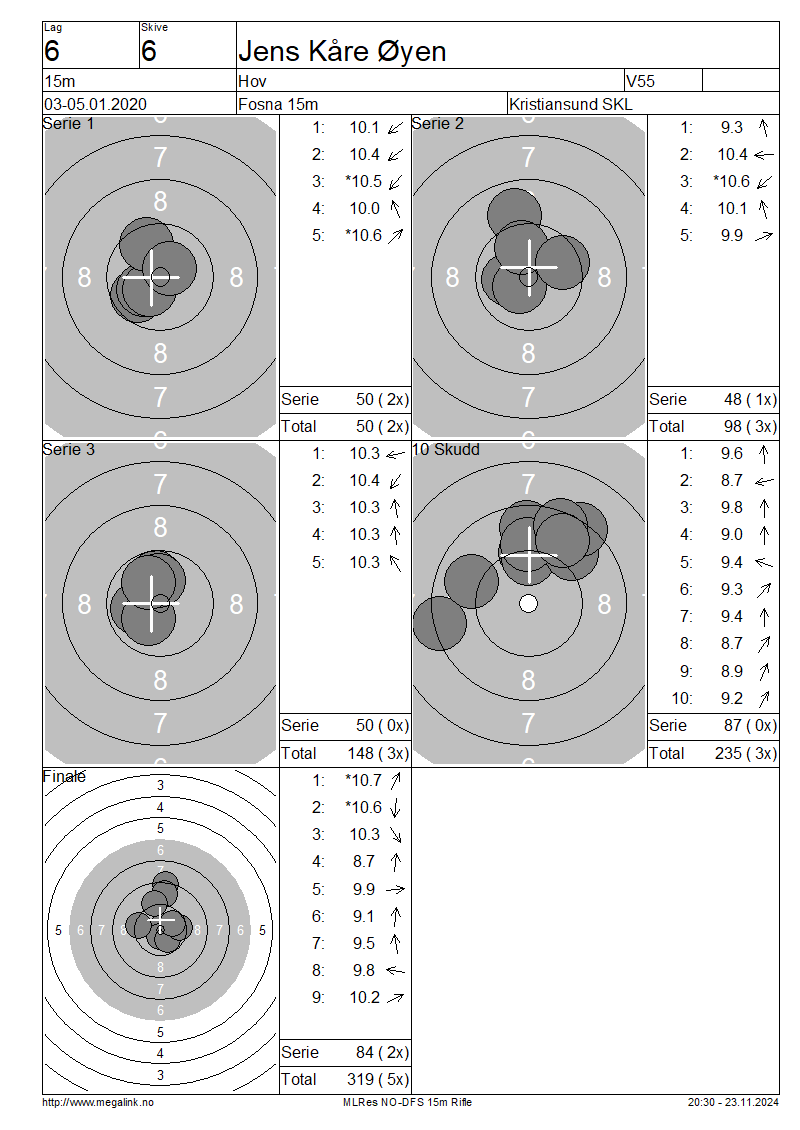 Lag
Skive
6
6
Jens Kåre Øyen
15m
Hov
V55
03-05.01.2020
Fosna 15m
Kristiansund SKL
Serie 1
7
8
8
8
8
7
1: 10.1
2: 10.4
3: *10.5
4: 10.0
5: *10.6
Serie 50 ( 2x)
Total 50 ( 2x)
Serie 2
7
8
8
8
8
7
1: 9.3
2: 10.4
3: *10.6
4: 10.1
5: 9.9
Serie 48 ( 1x)
Total 98 ( 3x)
Serie 3
7
8
8
8
8
7
1: 10.3
2: 10.4
3: 10.3
4: 10.3
5: 10.3
Serie 50 ( 0x)
Total 148 ( 3x)
10 Skudd
7
8
8
7
1: 9.6
2: 8.7
3: 9.8
4: 9.0
5: 9.4
6: 9.3
7: 9.4
8: 8.7
9: 8.9
10: 9.2
Serie 87 ( 0x)
Total 235 ( 3x)
Finale
3
4
5
6
7
5 6 7 8 8 7 6 5
8
7
6
5
4
3
1: *10.7
2: *10.6
3: 10.3
4: 8.7
5: 9.9
6: 9.1
7: 9.5
8: 9.8
9: 10.2
Serie 84 ( 2x)
Total 319 ( 5x)
http://www.megalink.no
MLRes NO-DFS 15m Rifle
20:30 - 23.11.2024